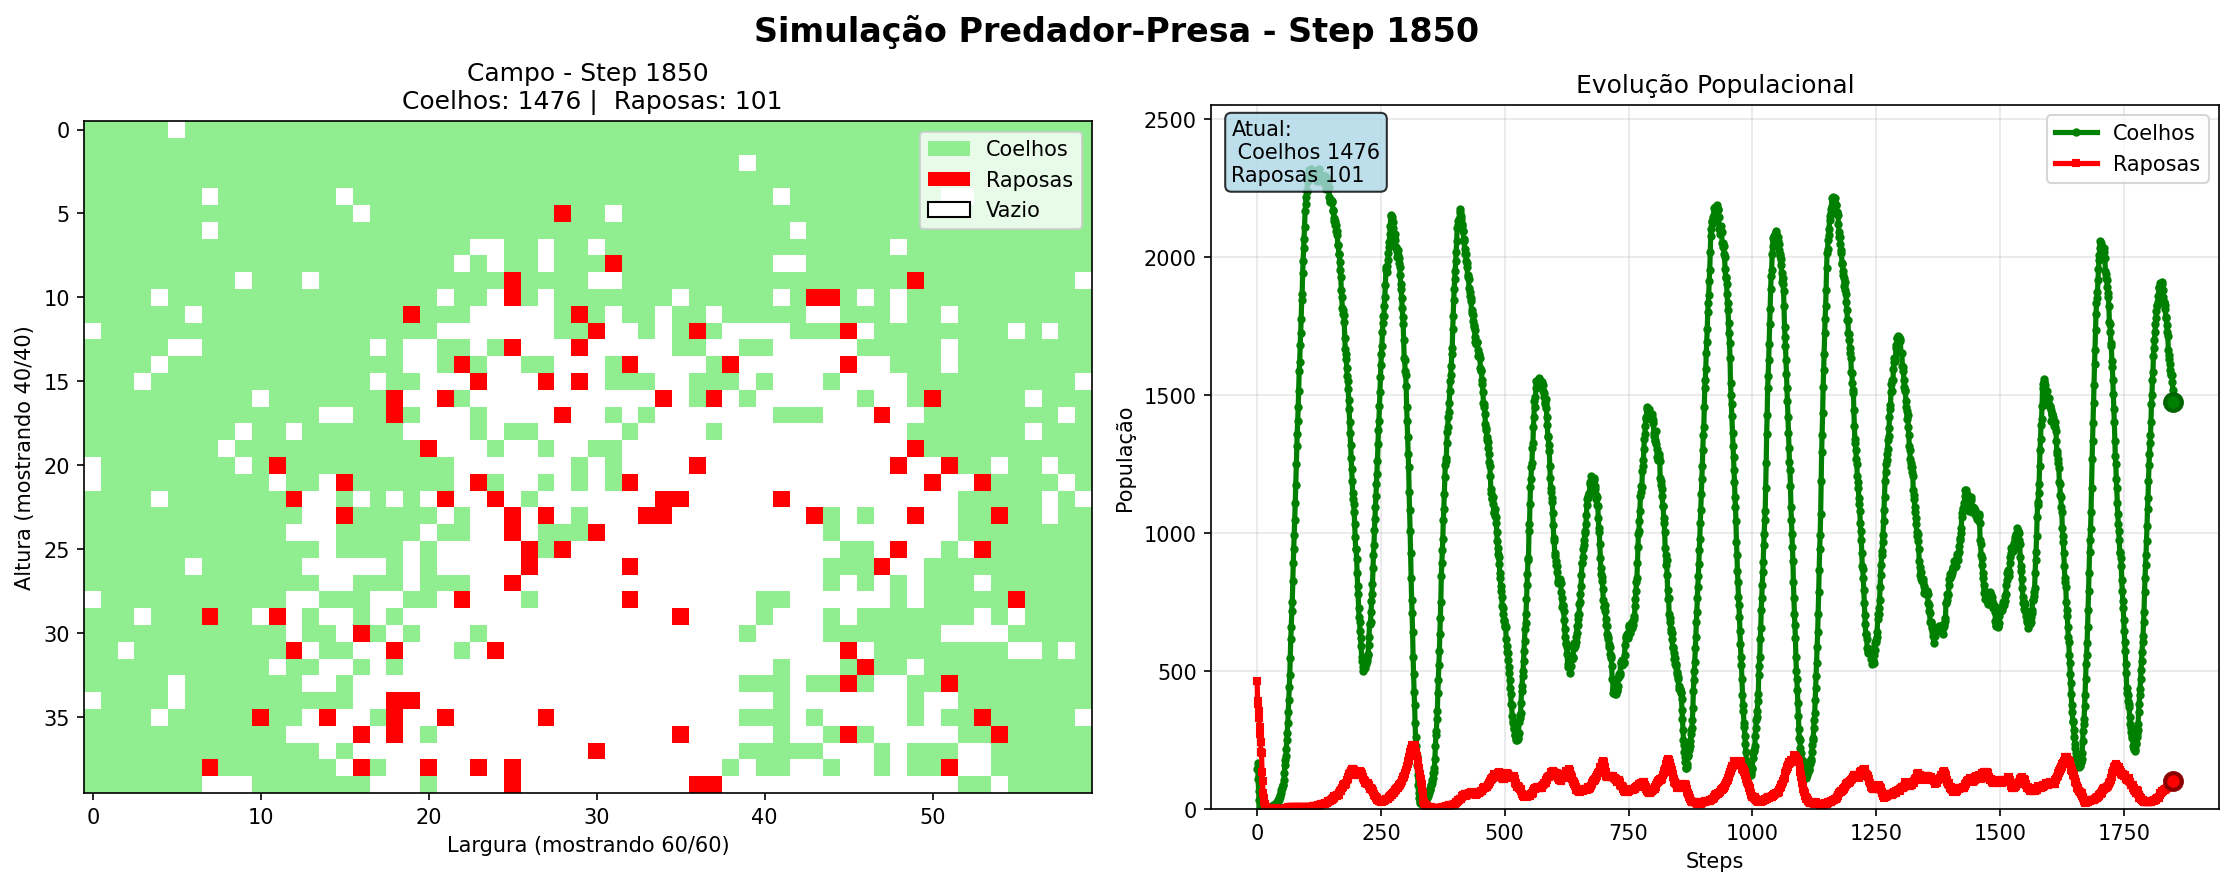 Simulação Predador-Presa - Step 1850
Campo - Step 1850
Coelhos: 1476 |  Raposas: 101
Coelhos
Raposas
Vazio
0
5
10
15
20
25
30
35
Altura (mostrando 40/40)
0
10
20
30
40
50
Largura (mostrando 60/60)
Evolução Populacional
Atual:
Coelhos 1476
Raposas 101
Coelhos
Raposas
2500
2000
1500
1000
500
0
População
0
250
500
750
1000
1250
1500
1750
Steps